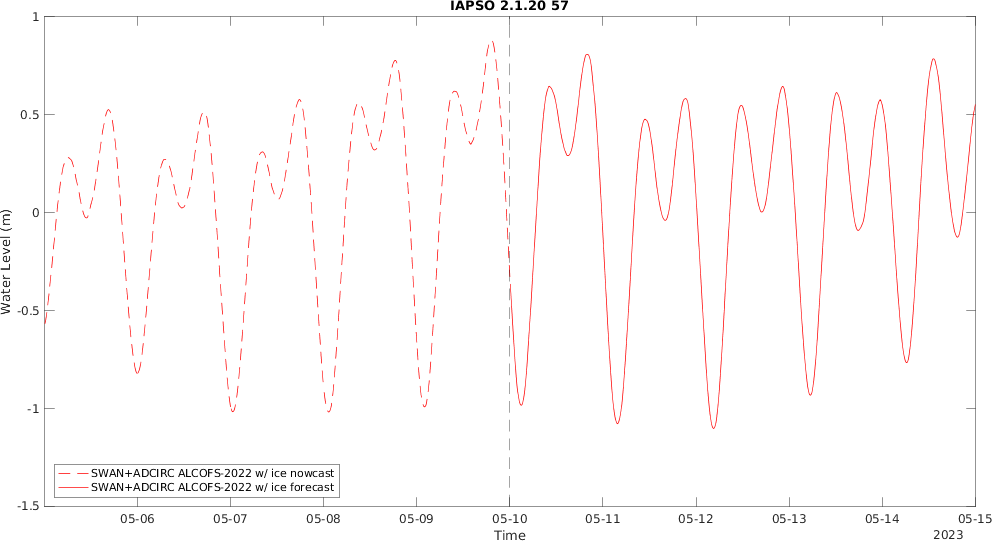 IAPSO 2.1.20 57
Water Level (m)
1
0.5
0
-0.5
-1
-1.5
SWAN+ADCIRC ALCOFS-2022 w/ ice nowcast
SWAN+ADCIRC ALCOFS-2022 w/ ice forecast
05-06 05-07 05-08 05-09 05-10 05-11 05-12 05-13 05-14 05-15
Time
2023